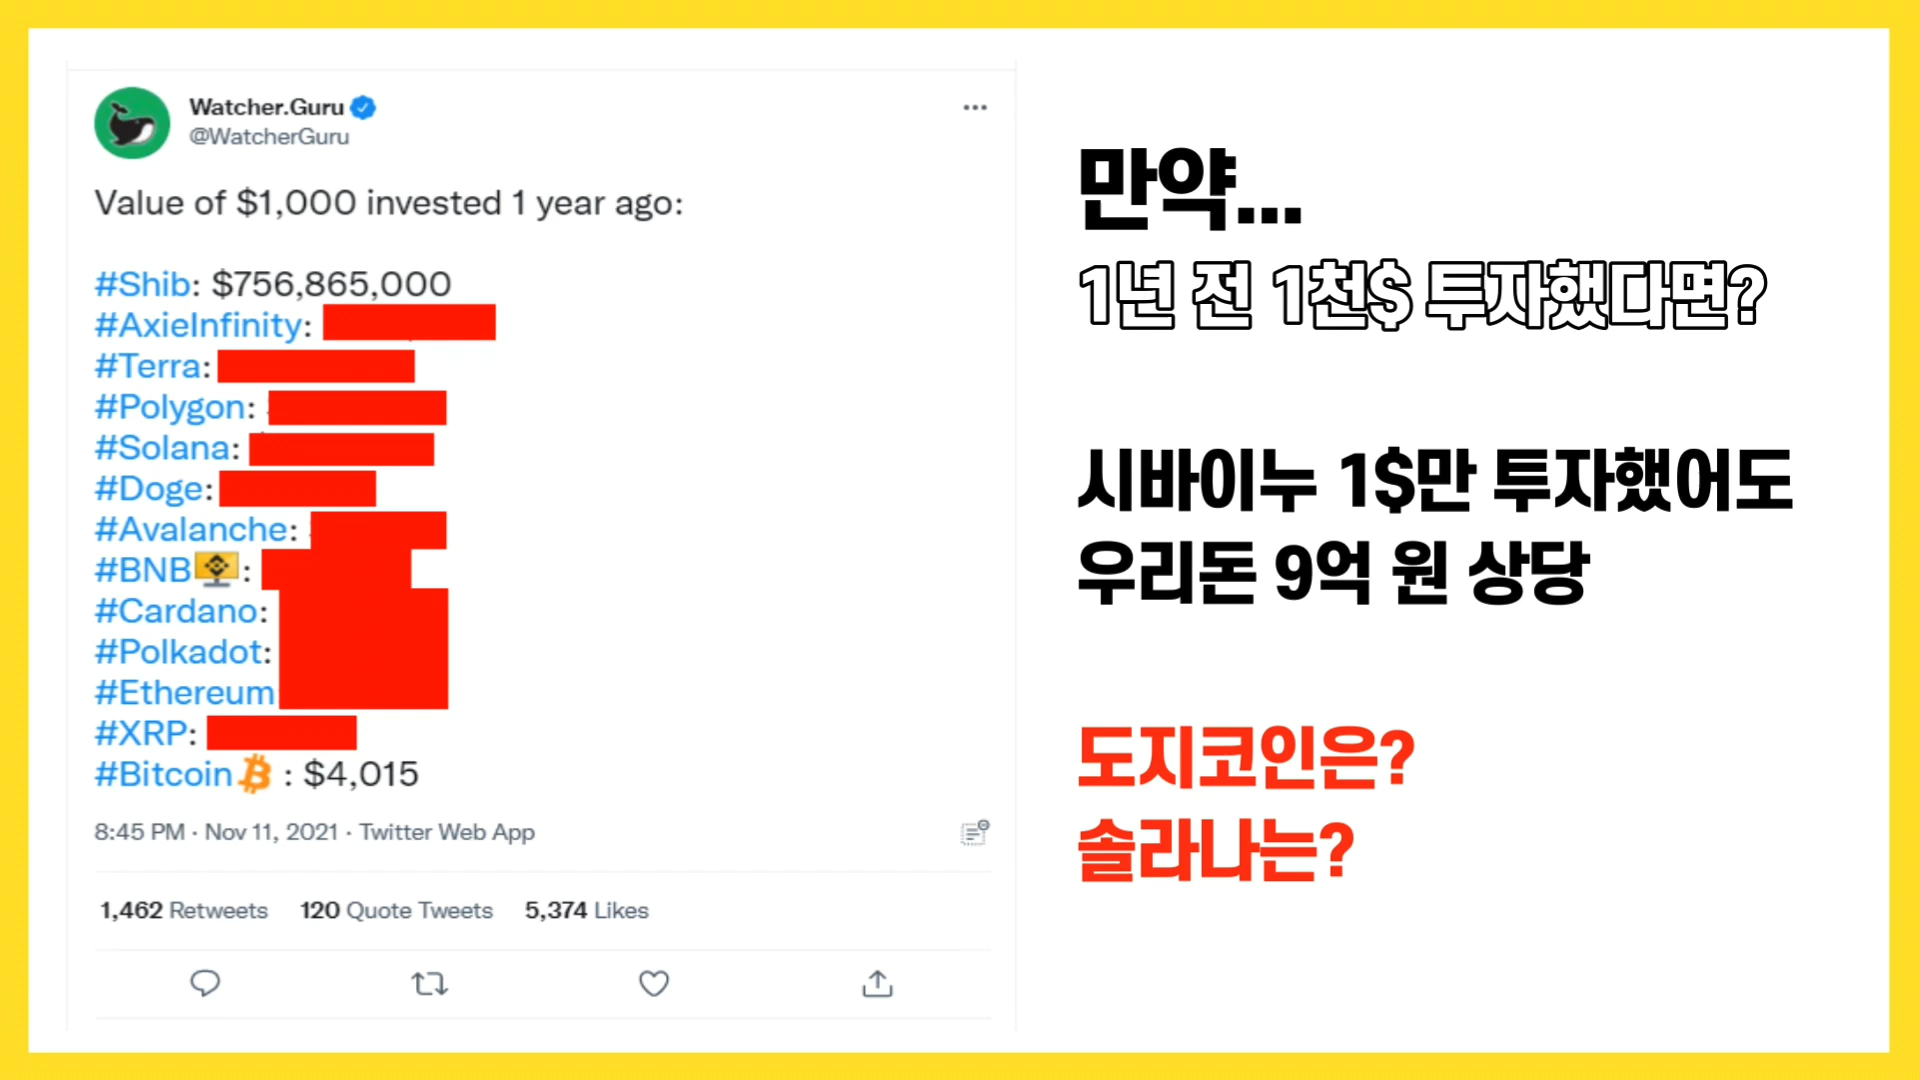 Watcher.Guru
@WatcherGuru
Value of $1,000 invested 1 year ago:
#Shib: $756,865,000
#AxieInfinity:
#Terra:
#Polygon:
#Solana:
#Doge:
#Avalanche:
#BNB :
#Cardano:
#Polkadot:
#Ethereum
#XRP:
#Bitcoin : $4,015
8:45 PM · Nov 11, 2021 · Twitter Web App
1,462 Retweets 120 Quote Tweets 5,374 Likes
만약...
1년 전 1천$ 투자했다면?
시바이누 1$만 투자했어도
우리돈 9억 원 상당
도지코인은?
솔라나는?